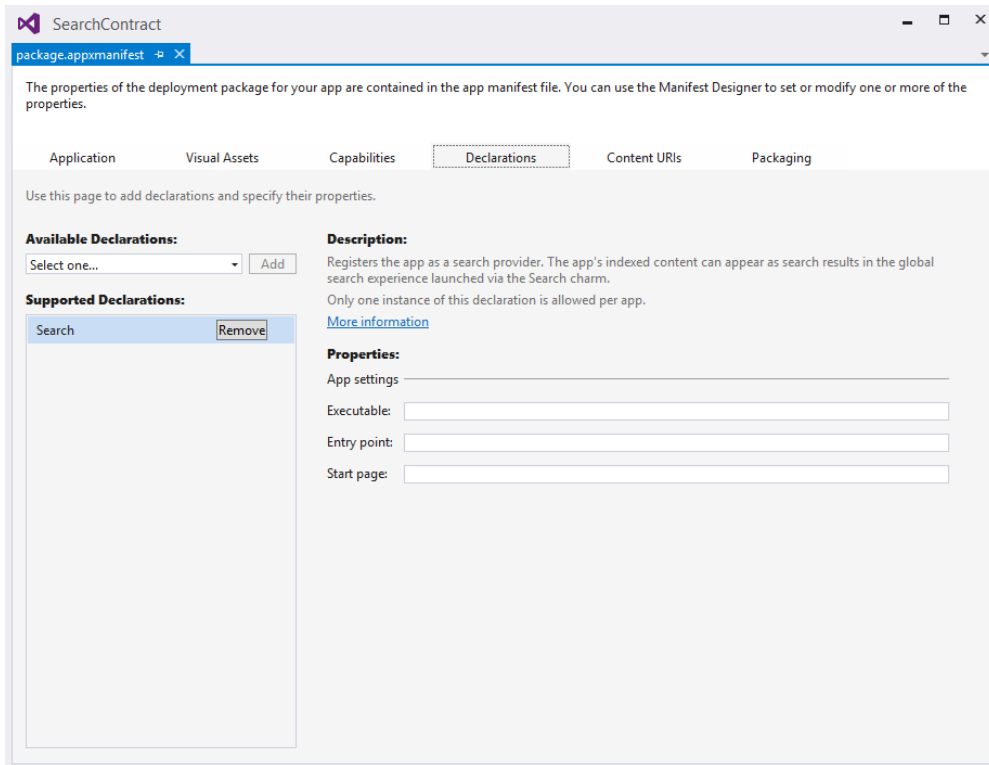 SearchContract
package.appxmanifest
The properties of the deployment package for your app are contained in the app manifest file. You can use the Manifest Designer to set or modify one or more of the
properties.
Application Visual Assets Capabilities Declarations Content URIs Packaging
Use this page to add declarations and specify their properties.
Available Declarations:
Select one... Add
Supported Declarations:
Search Remove
Description:
Registers the app as a search provider. The app's indexed content can appear as search results in the global
search experience launched via the Search charm.
Only one instance of this declaration is allowed per app.
More information
Properties:
App settings
Executable:
Entry point:
Start page: